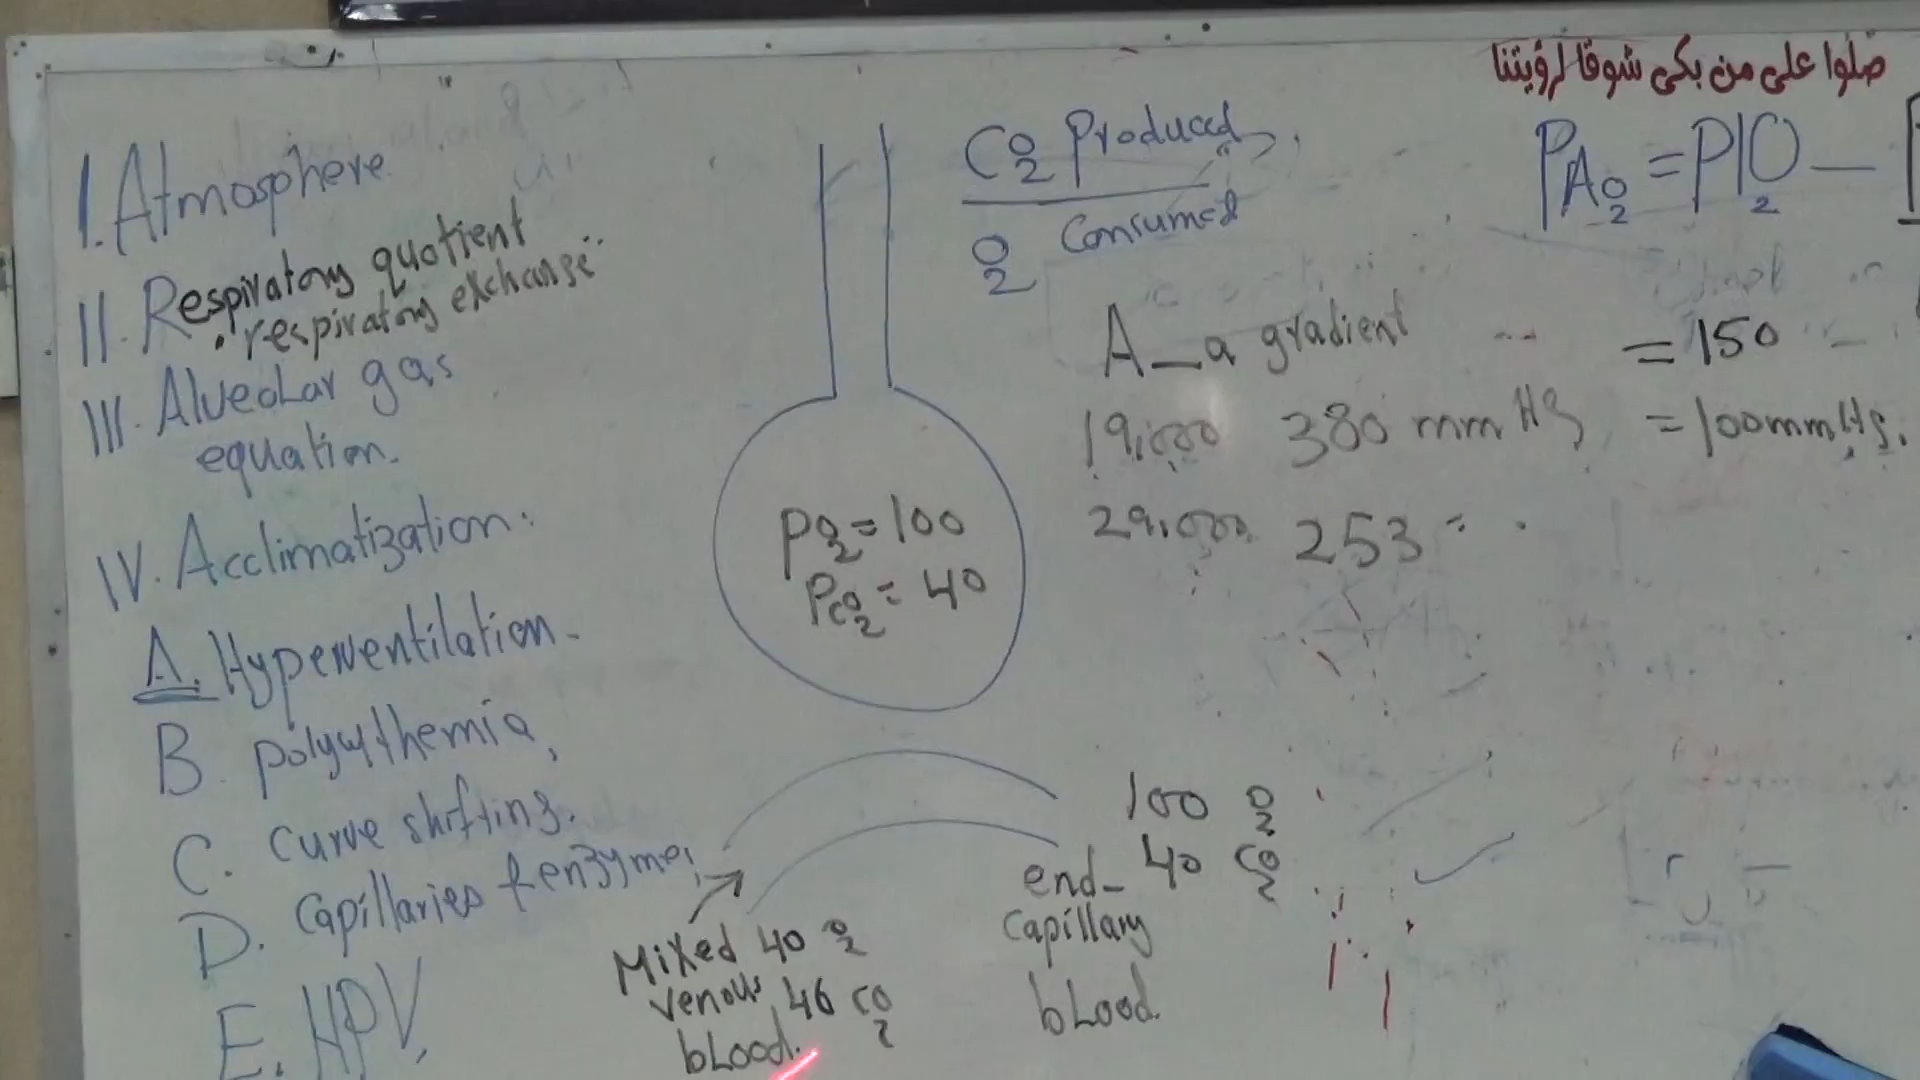 صلوا على من بكى شوقا لرؤيتنا
I. Atmosphere
II. Respiratory quotient
. respiratory exchange
III. Alveolar gas
equation.
IV. Acclimatization.
A. Hyperventilation.
B. polycythemia,
C. Curve shifting.
D. Capillaries & enzymes
E. HPV,
CO2 Produced
O2 Consumed
PO2 = 100
PCO2 = 40
Mixed 40 O2
venous 46 CO2
blood.
100 O2
end- 40 CO2
capillary
blood.
PAO2 = PIO2 —
A-a gradient
= 150 -
19,000 380 mmHg
= 100 mmHg.
29,000 253 =